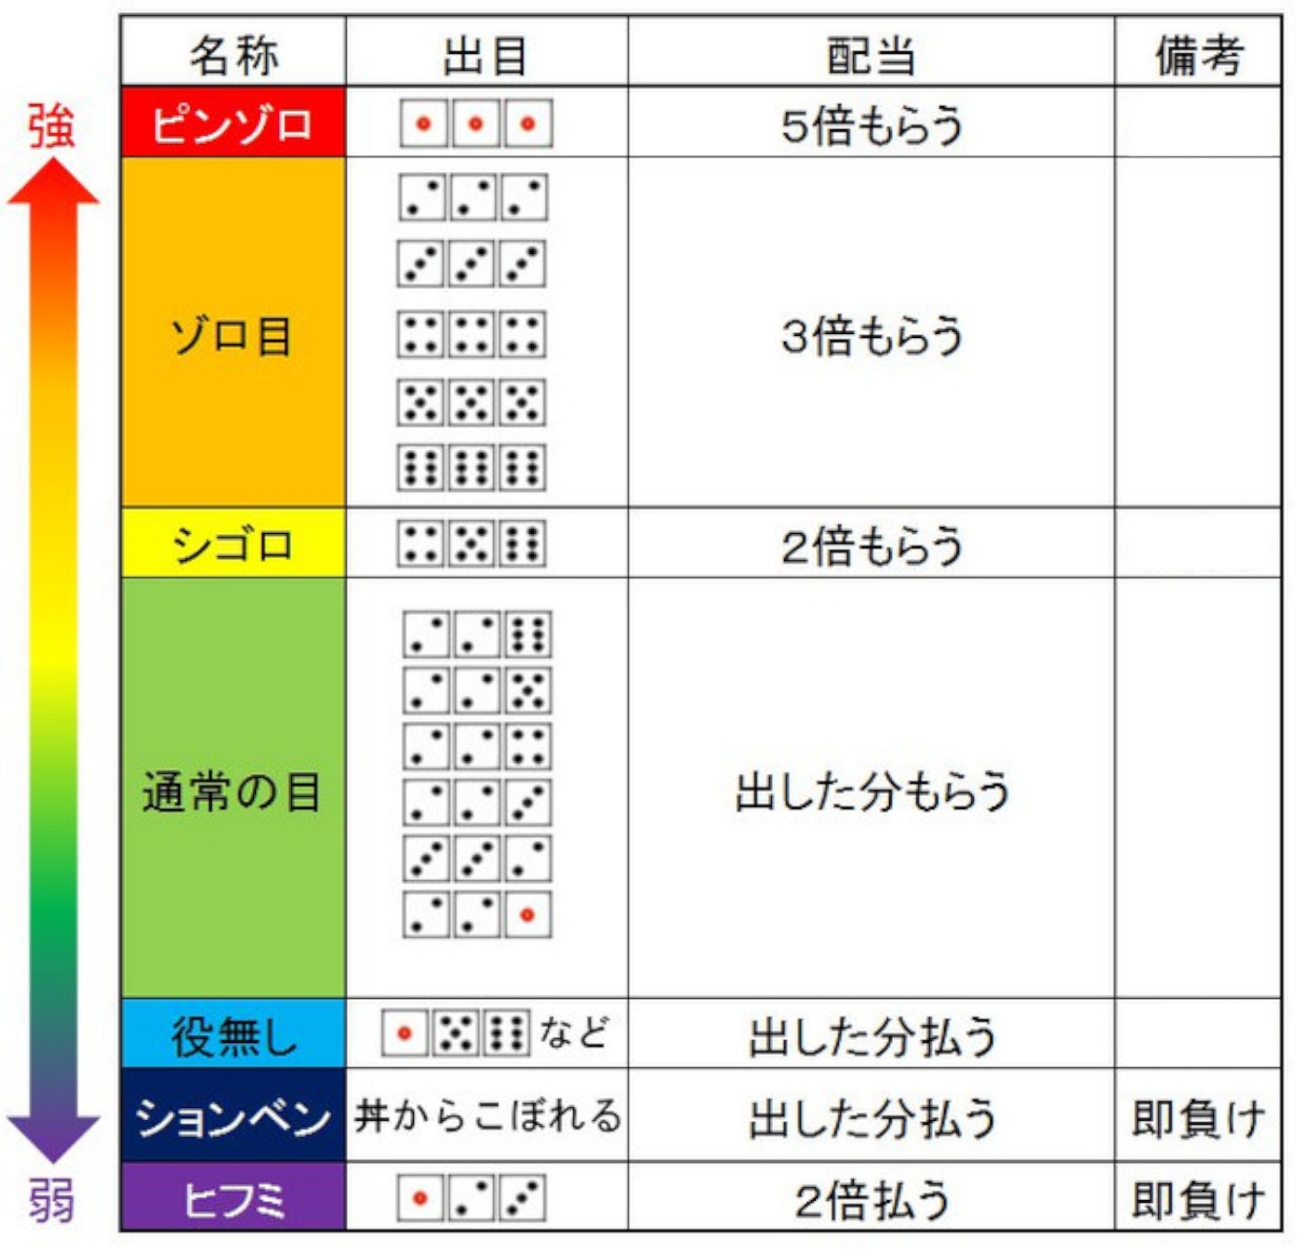 名称 出目 配当 備考
強
ピンゾロ 5倍もらう
ゾロ目 3倍もらう
シゴロ 2倍もらう
通常の目 出した分もらう
役無し など 出した分払う
ションベン 丼からこぼれる 出した分払う 即負け
ヒフミ 2倍払う 即負け
弱